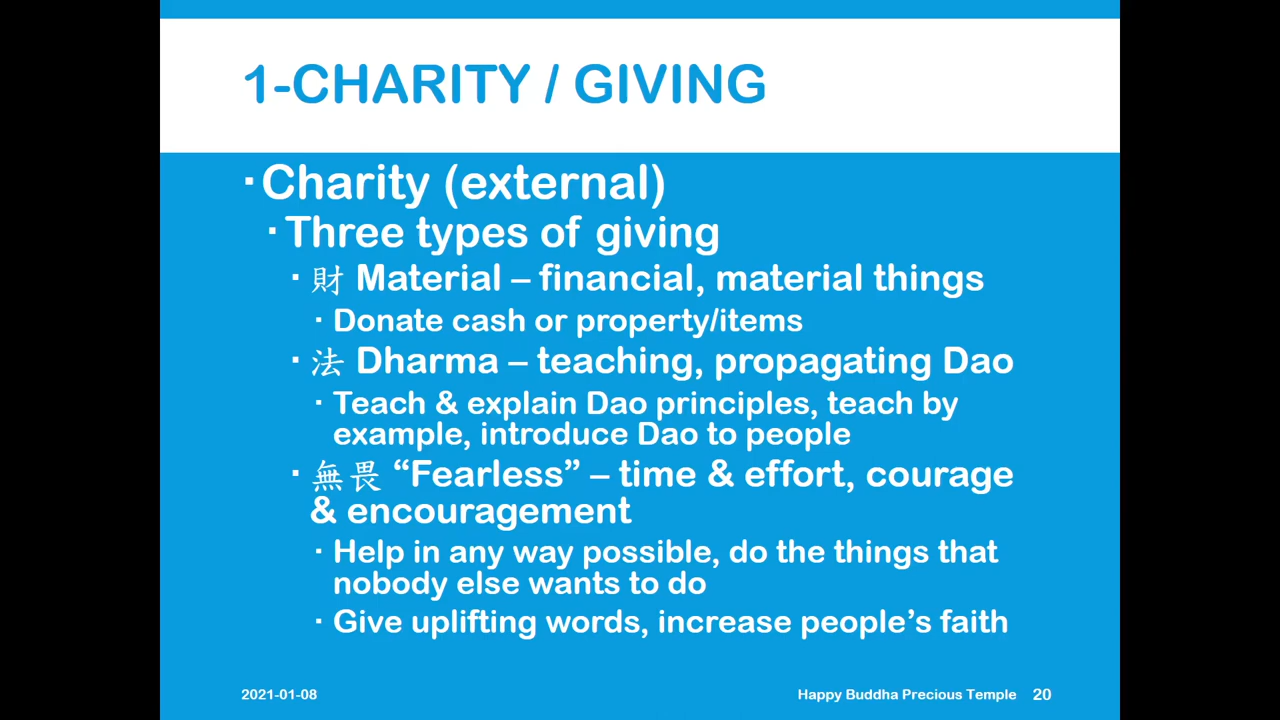 1-CHARITY / GIVING
▪ Charity (external)
▪ Three types of giving
▪ 財 Material – financial, material things
▪ Donate cash or property/items
▪ 法 Dharma – teaching, propagating Dao
▪ Teach & explain Dao principles, teach by
example, introduce Dao to people
▪ 無畏 “Fearless” – time & effort, courage
& encouragement
▪ Help in any way possible, do the things that
nobody else wants to do
▪ Give uplifting words, increase people’s faith
2021-01-08 Happy Buddha Precious Temple 20